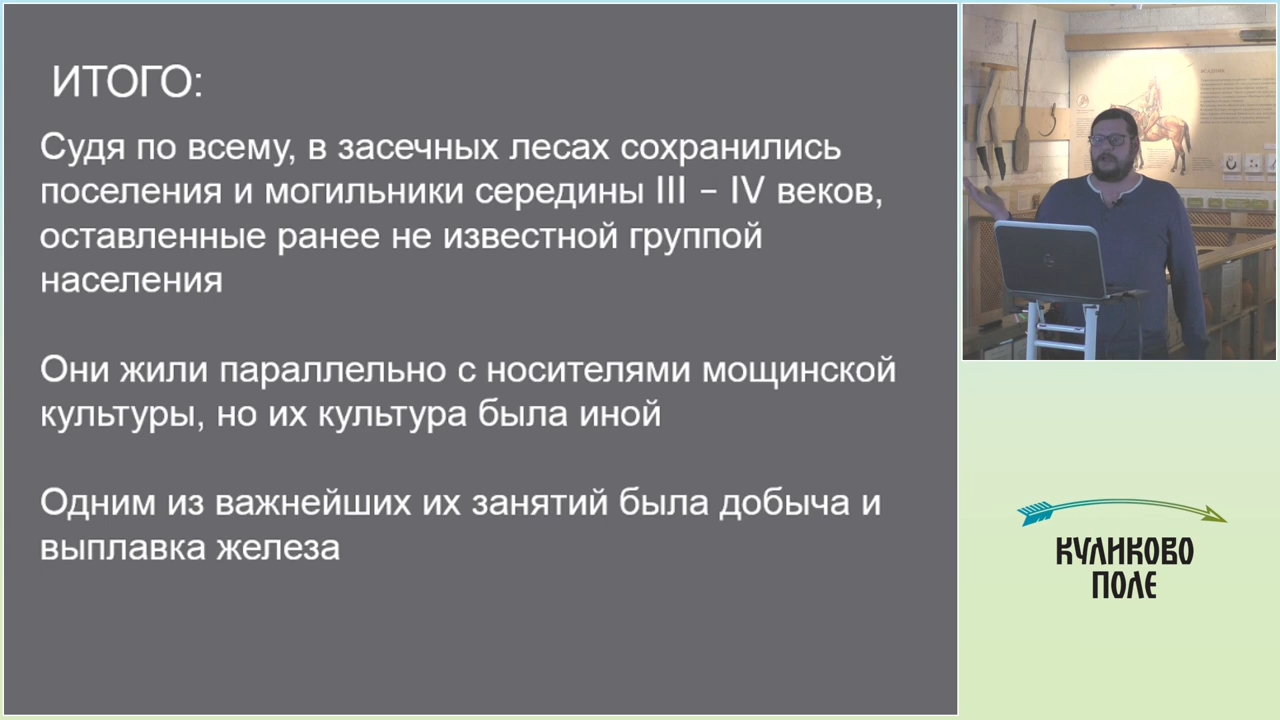 ИТОГО:
Судя по всему, в засечных лесах сохранились
поселения и могильники середины III – IV веков,
оставленные ранее не известной группой
населения
Они жили параллельно с носителями мощинской
культуры, но их культура была иной
Одним из важнейших их занятий была добыча и
выплавка железа
ВСАДНИК
КУЛИКОВО
ПОЛЕ